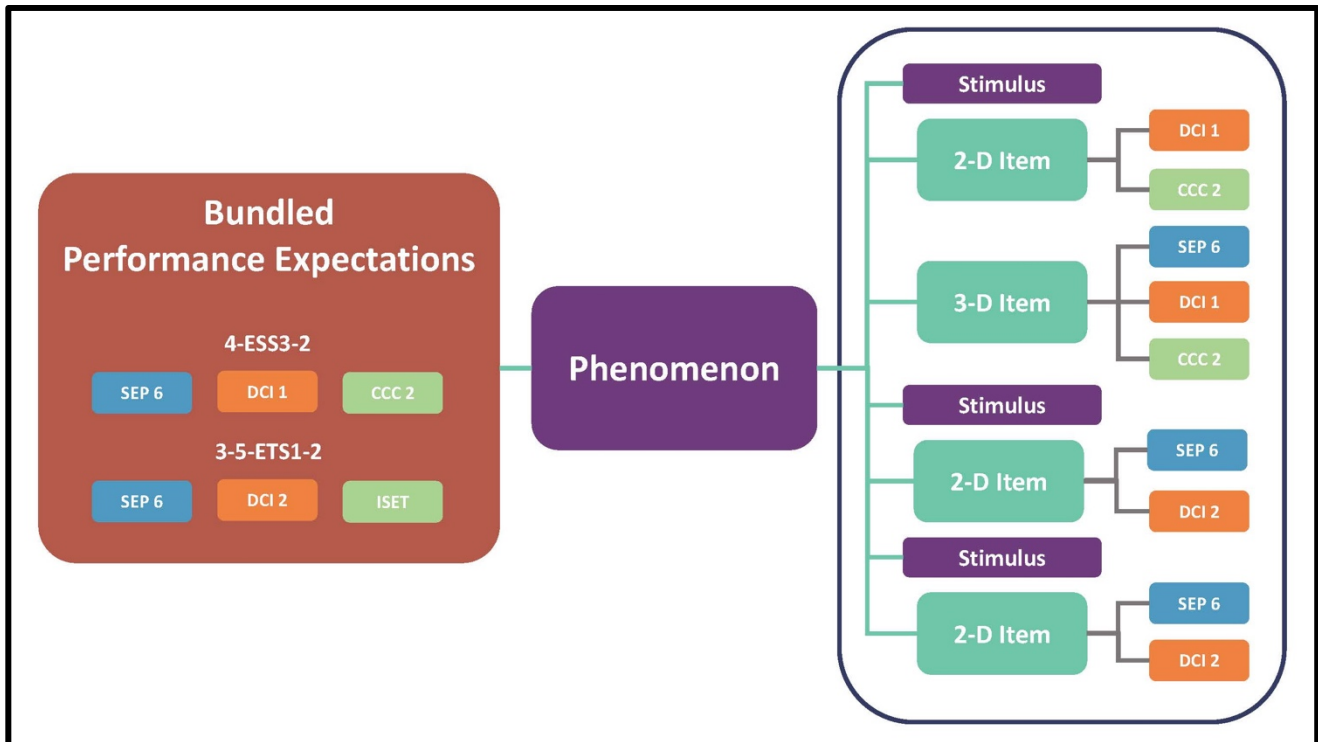 Bundled
Performance Expectations
4-ESS3-2
SEP 6 DCI 1 CCC 2
3-5-ETS1-2
SEP 6 DCI 2 ISET
Phenomenon
Stimulus
2-D Item
DCI 1
CCC 2
3-D Item
SEP 6
DCI 1
CCC 2
Stimulus
2-D Item
SEP 6
DCI 2
Stimulus
2-D Item
SEP 6
DCI 2